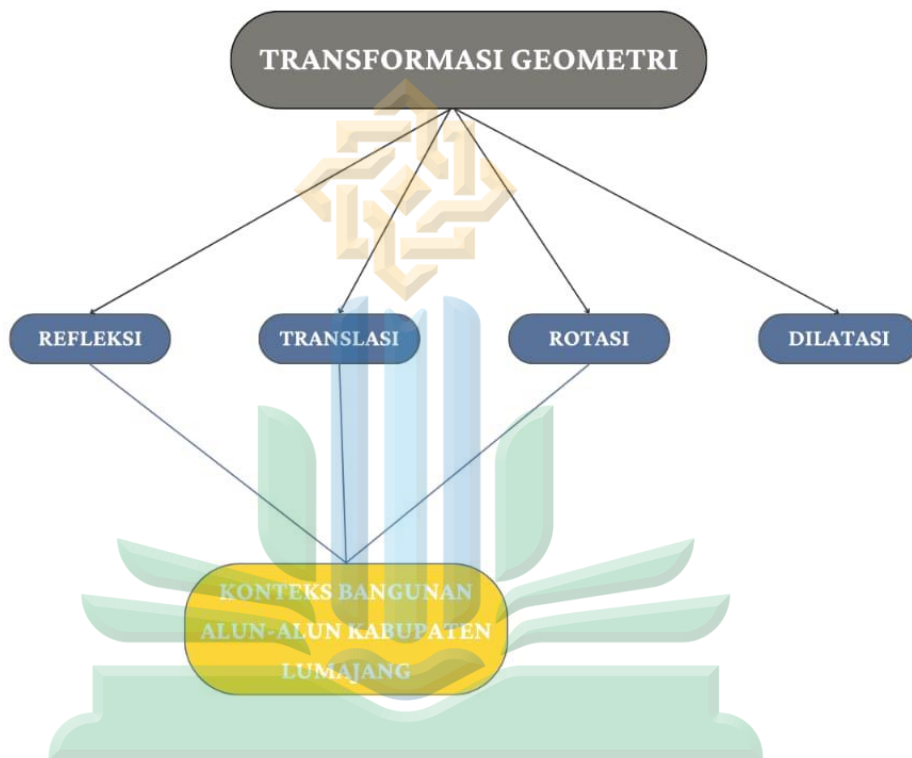 TRANSFORMASI GEOMETRI
REFLEKSI
TRANSLASI
ROTASI
DILATASI
KONTEKS BANGUNAN
ALUN-ALUN KABUPATEN
LUMAJANG